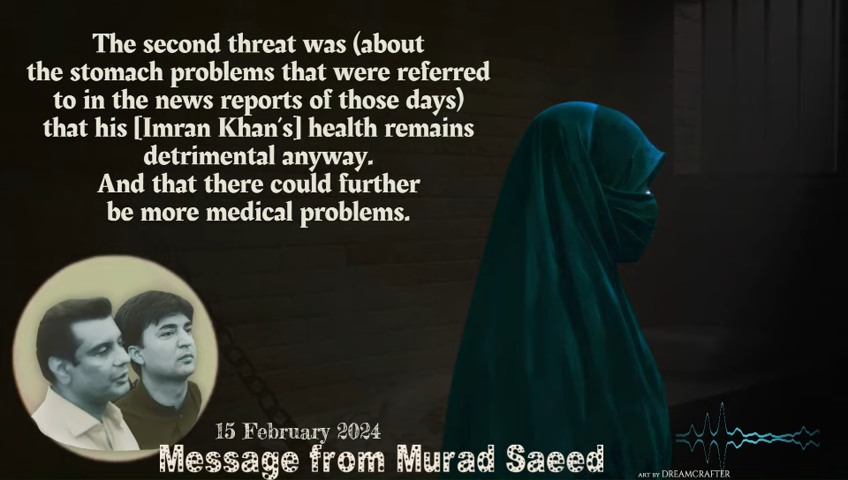 The second threat was (about
the stomach problems that were referred
to in the news reports of those days)
that his [Imran Khan's] health remains
detrimental anyway.
And that there could further
be more medical problems.
15 February 2024
Message from Murad Saeed
ART BY DREAMCRAFTER